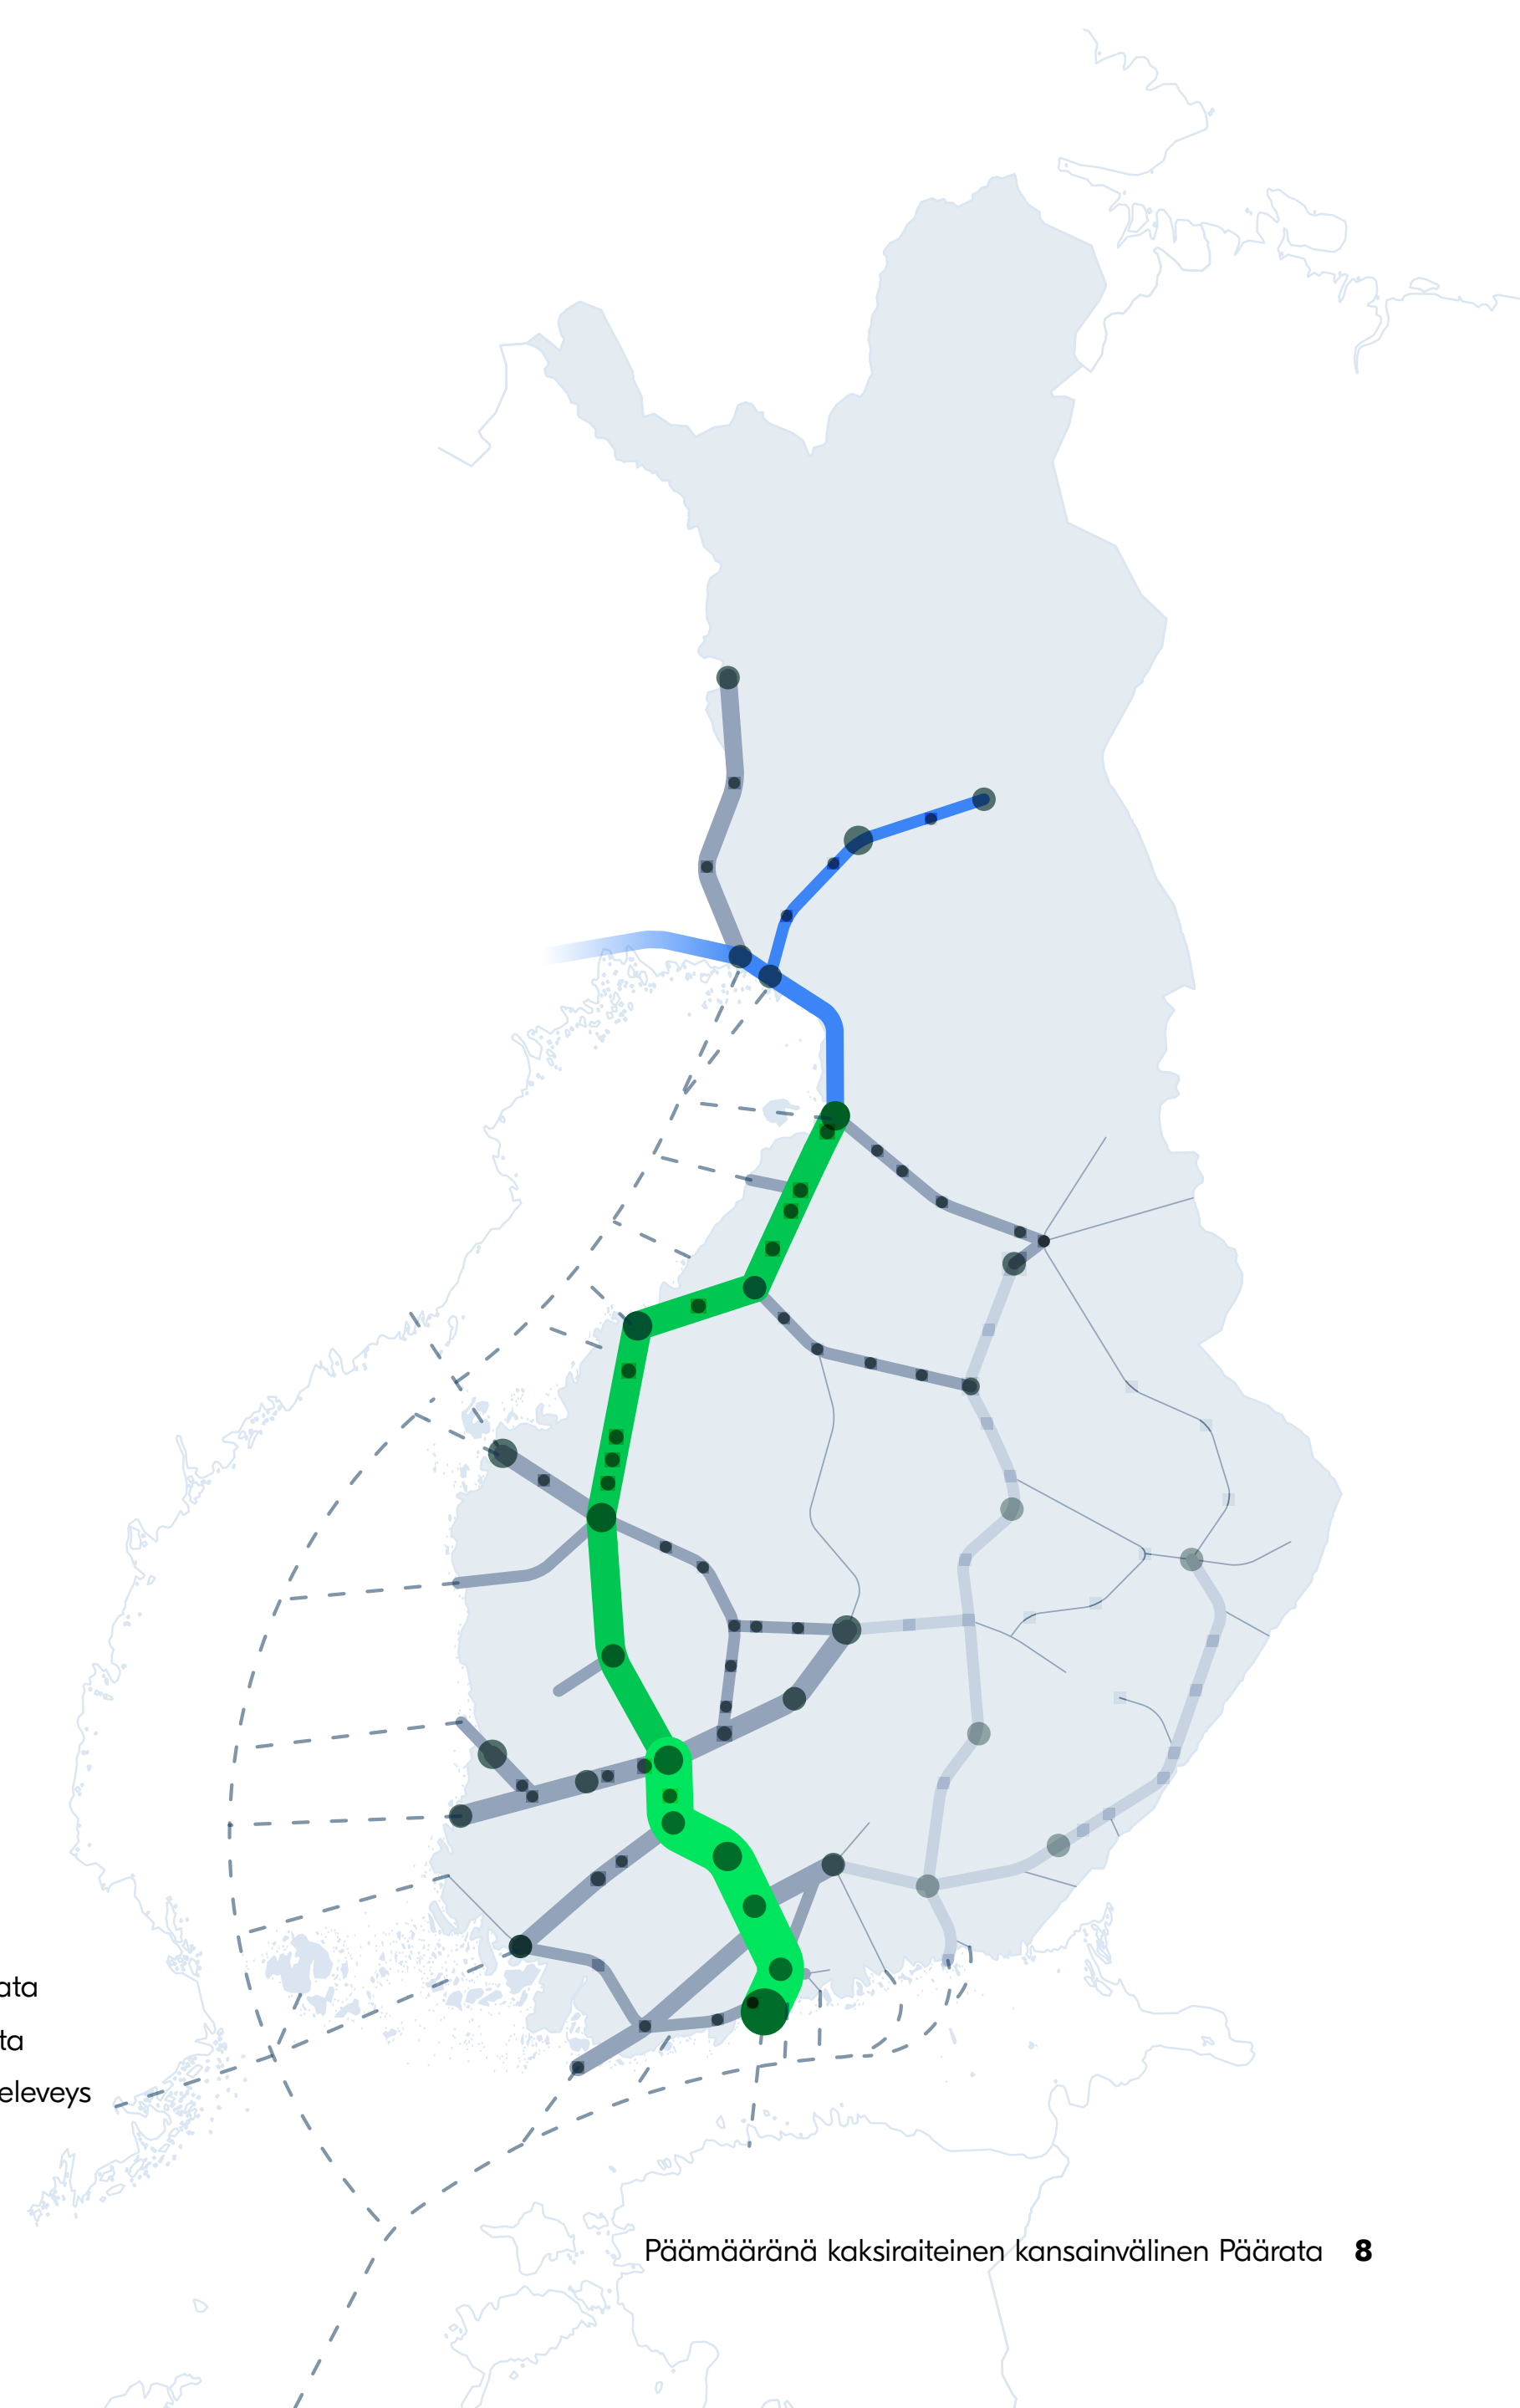 ata
ta
eleveys
Päämääränä kaksiraiteinen kansainvälinen Päärata 8